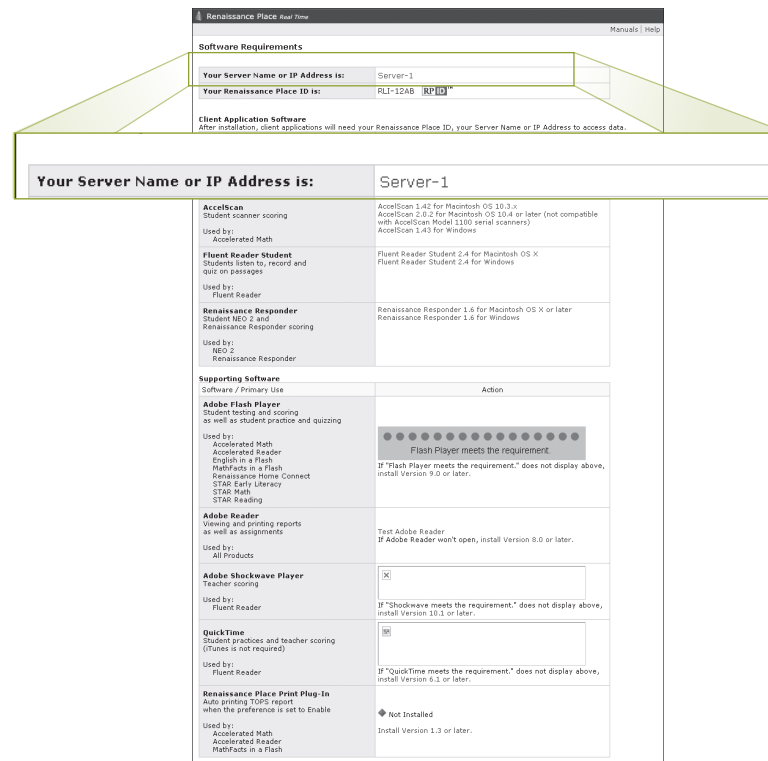 Renaissance Place Real Time
Manuals | Help
Software Requirements
Your Server Name or IP Address is: Server-1
Your Renaissance Place ID is: RLI-12AB RP ID™
Client Application Software
After installation, client applications will need your Renaissance Place ID, your Server Name or IP Address to access data.
Your Server Name or IP Address is: Server-1
AccelScan
Student scanner scoring
Used by:
Accelerated Math
AccelScan 1.42 for Macintosh OS 10.3.x
AccelScan 2.0.2 for Macintosh OS 10.4 or later (not compatible
with AccelScan Model 1100 serial scanners)
AccelScan 1.43 for Windows
Fluent Reader Student
Students listen to, record and
quiz on passages
Used by:
Fluent Reader
Fluent Reader Student 2.4 for Macintosh OS X
Fluent Reader Student 2.4 for Windows
Renaissance Responder
Student NEO 2 and
Renaissance Responder scoring
Used by:
NEO 2
Renaissance Responder
Renaissance Responder 1.6 for Macintosh OS X or later
Renaissance Responder 1.6 for Windows
Supporting Software
Software / Primary Use Action
Adobe Flash Player
Student testing and scoring
as well as student practice and quizzing
Used by:
Accelerated Math
Accelerated Reader
English in a Flash
MathFacts in a Flash
Renaissance Home Connect
STAR Early Literacy
STAR Math
STAR Reading
Flash Player meets the requirement.
If "Flash Player meets the requirement." does not display above,
install Version 9.0 or later.
Adobe Reader
Viewing and printing reports
as well as assignments
Used by:
All Products
Test Adobe Reader
If Adobe Reader won't open, install Version 8.0 or later.
Adobe Shockwave Player
Teacher scoring
Used by:
Fluent Reader
If "Shockwave meets the requirement." does not display above,
install Version 10.1 or later.
QuickTime
Student practices and teacher scoring
(iTunes is not required)
Used by:
Fluent Reader
If "QuickTime meets the requirement." does not display above,
install Version 6.1 or later.
Renaissance Place Print Plug-In
Auto printing TOPS report
when the preference is set to Enable
Used by:
Accelerated Math
Accelerated Reader
MathFacts in a Flash
Not Installed
Install Version 1.3 or later.